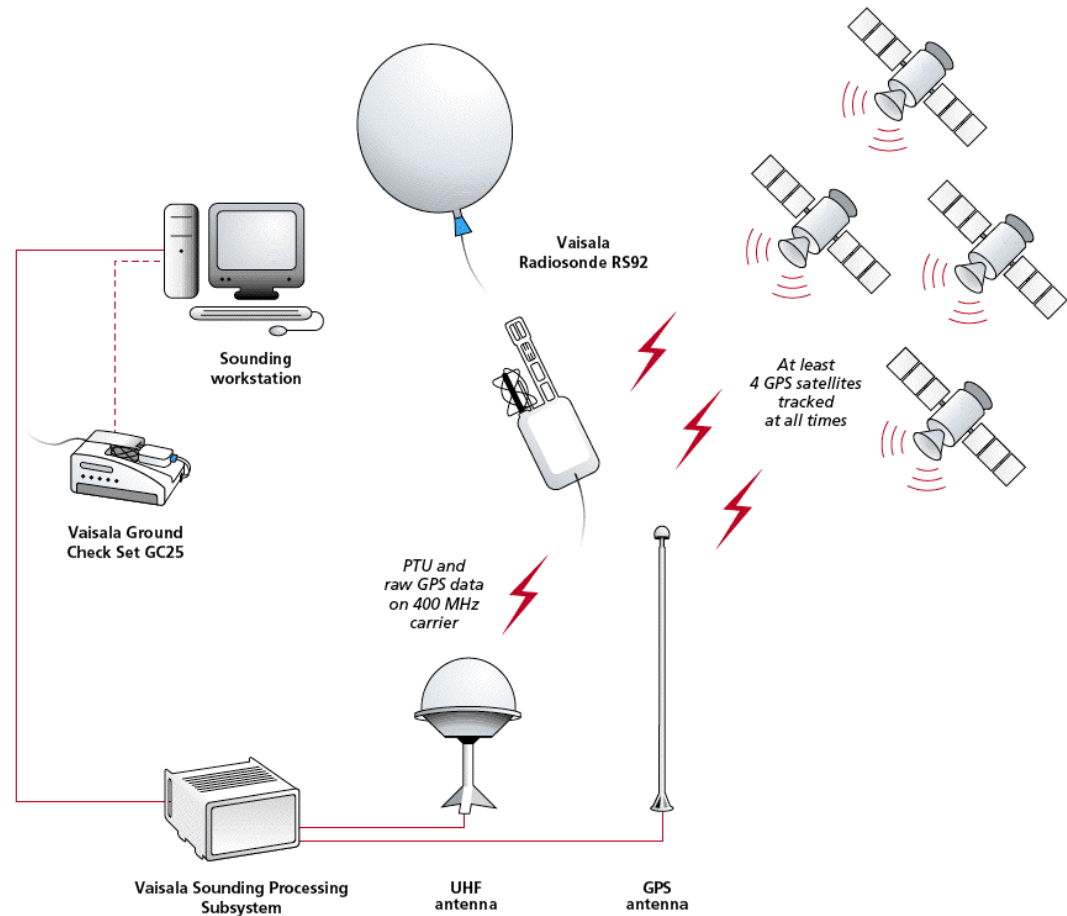 Vaisala
Radiosonde RS92
Sounding
workstation
At least
4 GPS satellites
tracked
at all times
Vaisala Ground
Check Set GC25
PTU and
raw GPS data
on 400 MHz
carrier
Vaisala Sounding Processing
Subsystem
UHF
antenna
GPS
antenna